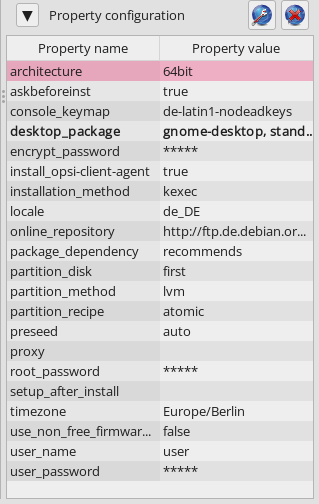 Property configuration
Property name Property value
architecture 64bit
askbeforeinst true
console_keymap de-latin1-nodeadkeys
desktop_package gnome-desktop, stand..
encrypt_password *****
install_opsi-client-agent true
installation_method kexec
locale de_DE
online_repository http://ftp.de.debian.or...
package_dependency recommends
partition_disk first
partition_method lvm
partition_recipe atomic
preseed auto
proxy
root_password *****
setup_after_install
timezone Europe/Berlin
use_non_free_firmwar... false
user_name user
user_password *****